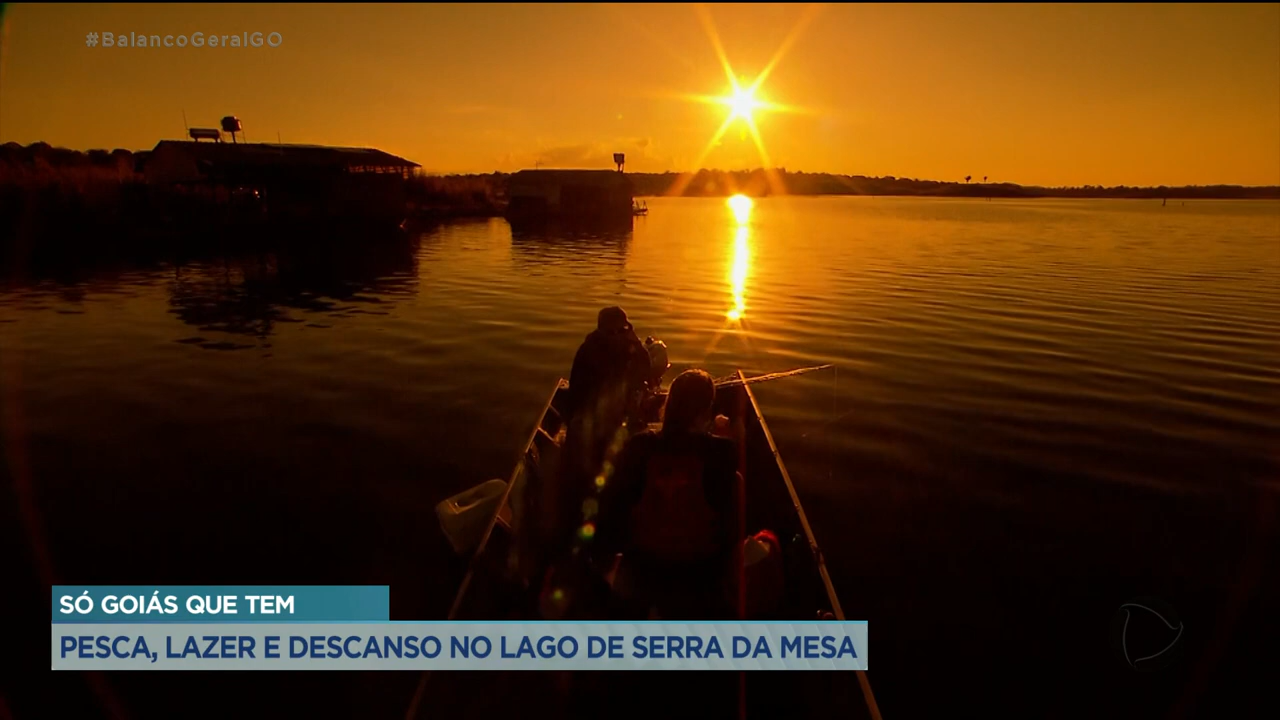 #BalancoGeralGO
SÓ GOIÁS QUE TEM
PESCA, LAZER E DESCANSO NO LAGO DE SERRA DA MESA